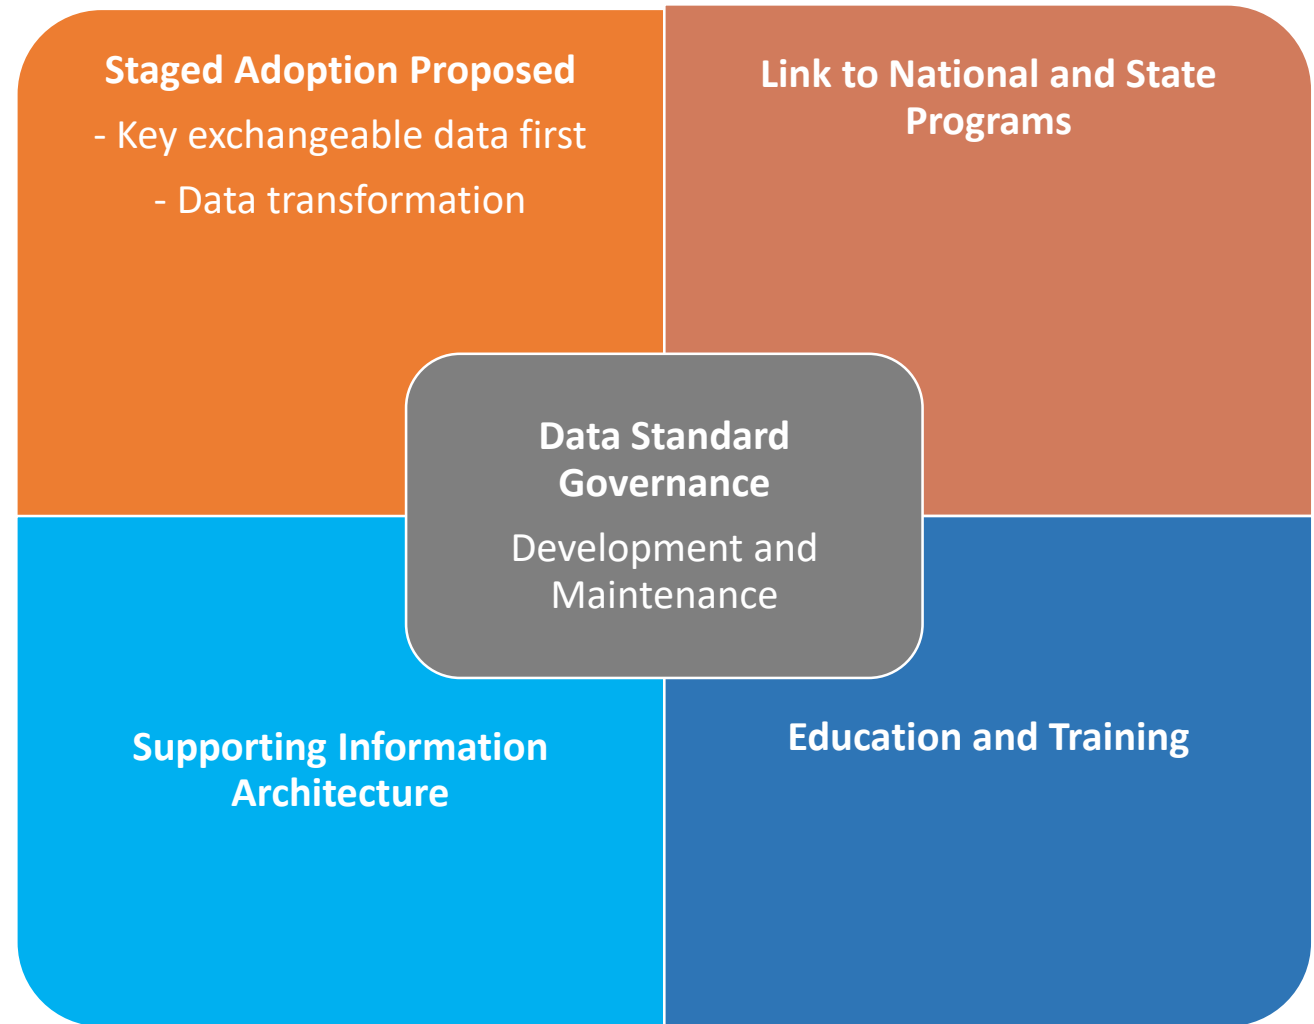 Staged Adoption Proposed
- Key exchangeable data first
- Data transformation
Link to National and State
Programs
Data Standard
Governance
Development and
Maintenance
Supporting Information
Architecture
Education and Training